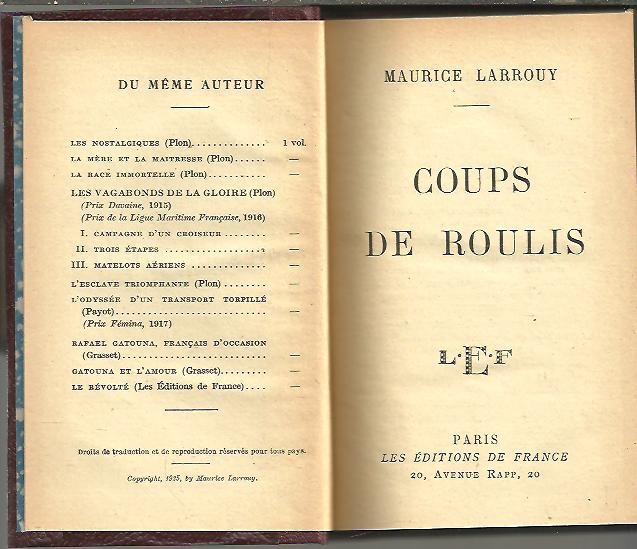 DU MÊME AUTEUR
LES NOSTALGIQUES (Plon).............. 1 vol.
LA MÈRE ET LA MAITRESSE (Plon)...... —
LA RACE IMMORTELLE (Plon)........... —
LES VAGABONDS DE LA GLOIRE (Plon)
(Prix Davaine, 1915)
(Prix de la Ligue Maritime Française, 1916)
I. CAMPAGNE D'UN CROISEUR ........ —
II. TROIS ÉTAPES .................. —
III. MATELOTS AÉRIENS ............. —
L'ESCLAVE TRIOMPHANTE (Plon)........ —
L'ODYSSÉE D'UN TRANSPORT TORPILLÉ
(Payot)........................... —
(Prix Fémina, 1917)
RAFAEL GATOUNA, FRANÇAIS D'OCCASION
(Grasset)......................... —
GATOUNA ET L'AMOUR (Grasset)......... —
LE RÉVOLTÉ (Les Éditions de France).... —
Droits de traduction et de reproduction réservés pour tous pays.
Copyright, 1925, by Maurice Larrouy.
MAURICE LARROUY
COUPS
DE ROULIS
L·E·F
PARIS
LES ÉDITIONS DE FRANCE
20, AVENUE RAPP, 20